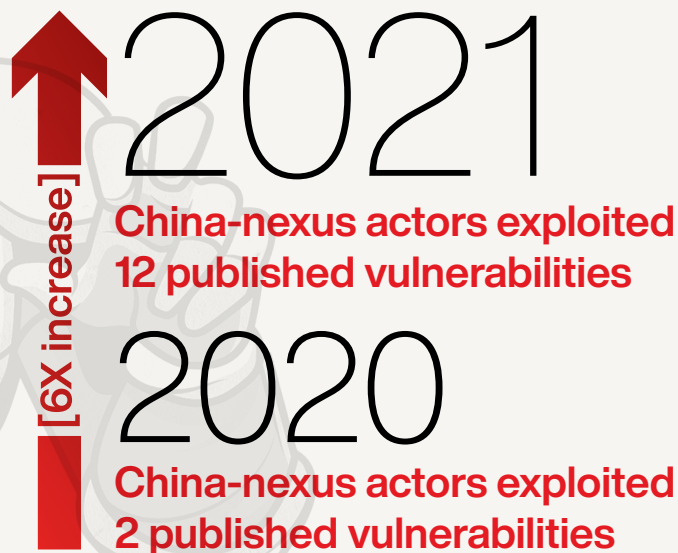 2021
China-nexus actors exploited
12 published vulnerabilities
[6X increase]
2020
China-nexus actors exploited
2 published vulnerabilities